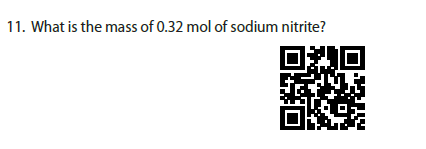 11. What is the mass of 0.32 mol of sodium nitrite?